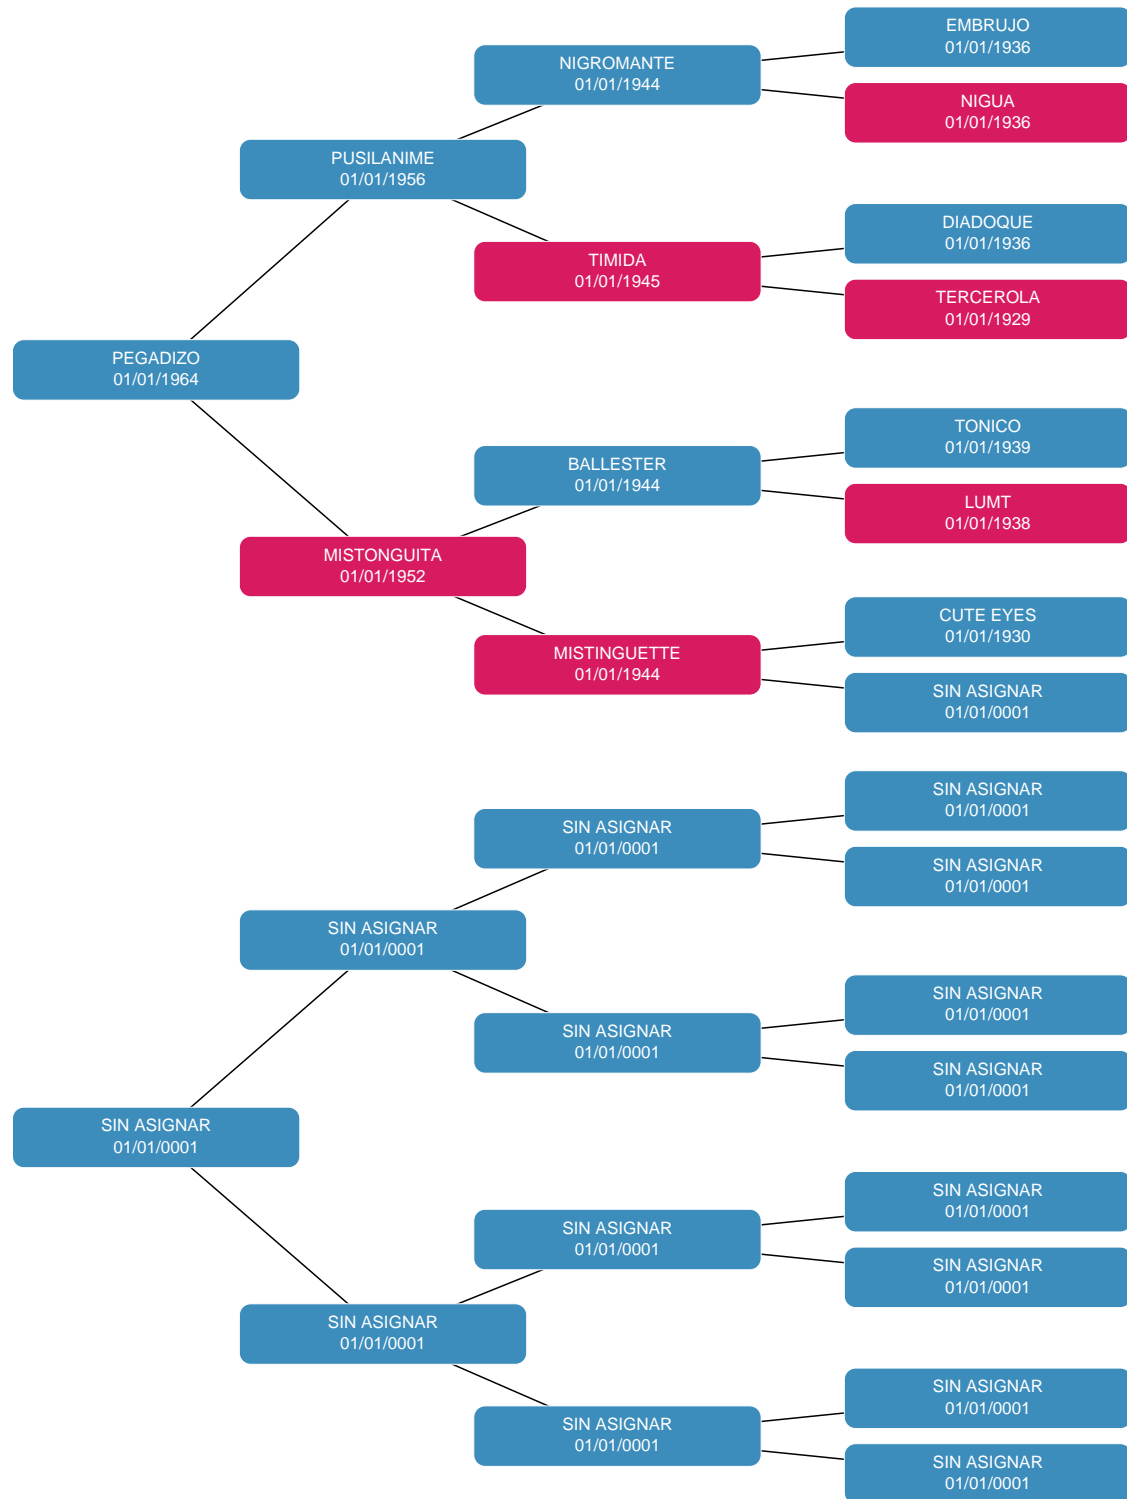 EMBRUJO
01/01/1936
NIGROMANTE
01/01/1944
NIGUA
01/01/1936
PUSILANIME
01/01/1956
DIADOQUE
01/01/1936
TIMIDA
01/01/1945
TERCEROLA
01/01/1929
PEGADIZO
01/01/1964
TONICO
01/01/1939
BALLESTER
01/01/1944
LUMT
01/01/1938
MISTONGUITA
01/01/1952
CUTE EYES
01/01/1930
MISTINGUETTE
01/01/1944
SIN ASIGNAR
01/01/0001
SIN ASIGNAR
01/01/0001
SIN ASIGNAR
01/01/0001
SIN ASIGNAR
01/01/0001
SIN ASIGNAR
01/01/0001
SIN ASIGNAR
01/01/0001
SIN ASIGNAR
01/01/0001
SIN ASIGNAR
01/01/0001
SIN ASIGNAR
01/01/0001
SIN ASIGNAR
01/01/0001
SIN ASIGNAR
01/01/0001
SIN ASIGNAR
01/01/0001
SIN ASIGNAR
01/01/0001
SIN ASIGNAR
01/01/0001
SIN ASIGNAR
01/01/0001
SIN ASIGNAR
01/01/0001